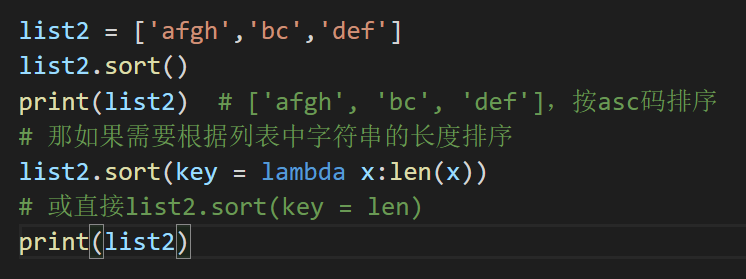 list2 = ['afgh','bc','def']
list2.sort()
print(list2)  # ['afgh', 'bc', 'def'],按asc码排序
# 那如果需要根据列表中字符串的长度排序
list2.sort(key = lambda x:len(x))
# 或直接list2.sort(key = len)
print(list2)